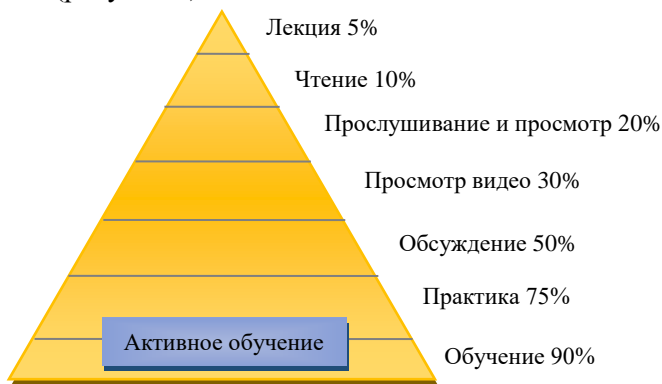 Лекция 5%
Чтение 10%
Прослушивание и просмотр 20%
Просмотр видео 30%
Обсуждение 50%
Практика 75%
Активное обучение
Обучение 90%